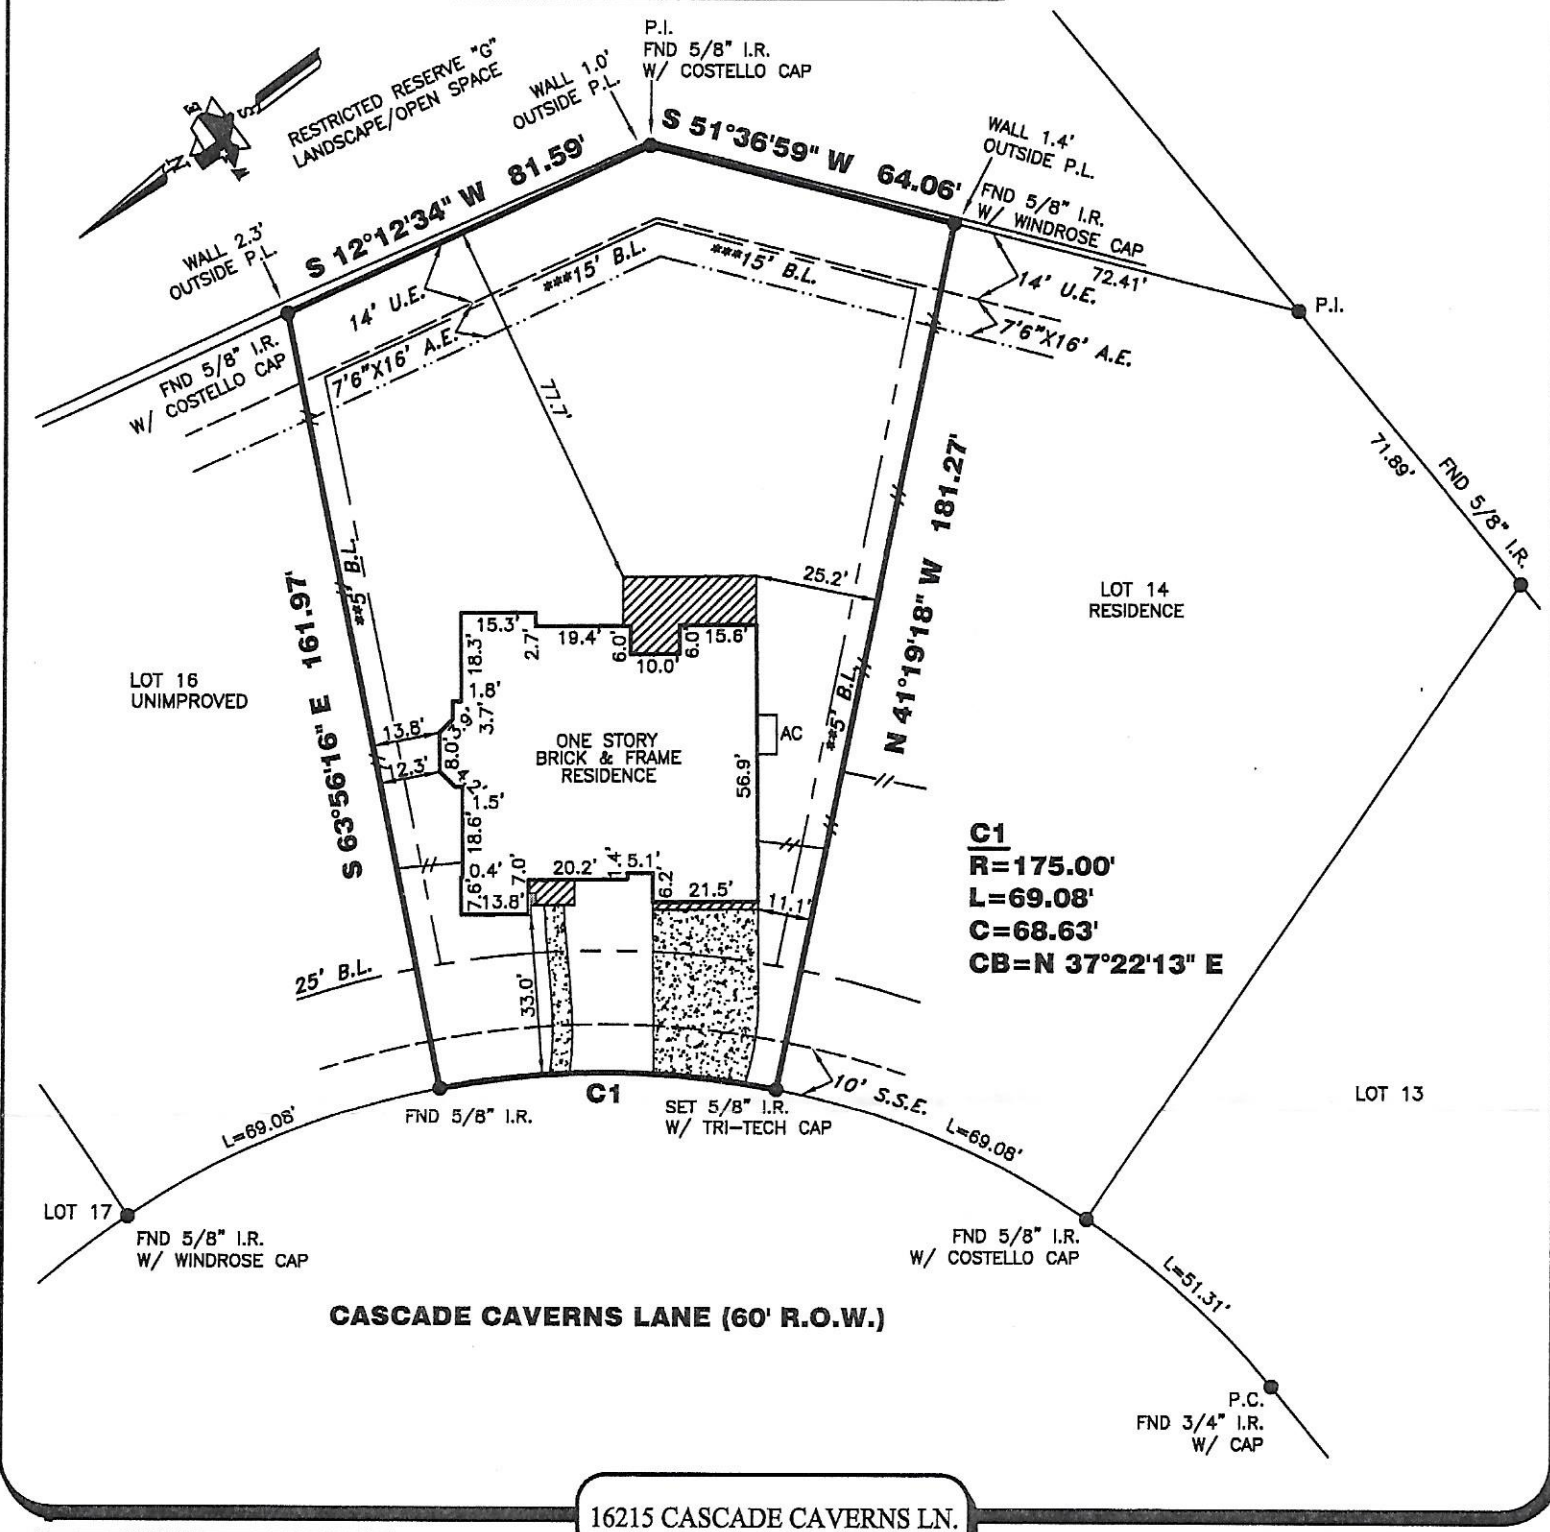 P.I.
FND 5/8" I.R.
W/ COSTELLO CAP
RESTRICTED RESERVE "G"
LANDSCAPE/OPEN SPACE
WALL 1.0'
OUTSIDE P.L.
N
E
S
S 51°36'59" W 64.06'
WALL 1.4'
OUTSIDE P.L.
FND 5/8" I.R.
W/ WINDROSE CAP
S 12°12'34" W 81.59'
WALL 2.3'
OUTSIDE P.L.
***15' B.L.
***15' B.L.
72.41'
14' U.E.
14' U.E.
P.I.
7'6"X16' A.E.
7'6"X16' A.E.
FND 5/8" I.R.
W/ COSTELLO CAP
77.7'
71.89'
FND 5/8" I.R.
N 41°19'18" W 181.27'
**5' B.L.
S 63°56'16" E 161.97'
25.2'
LOT 14
RESIDENCE
15.3'
2.7'
19.4'
6.0'
10.0'
6.0'
15.6'
18.3'
LOT 16
UNIMPROVED
1.8'
3.9'
3.7'
13.8'
8.0'
12.3'
ONE STORY
BRICK & FRAME
RESIDENCE
AC
**5' B.L.
56.9'
1.5'
18.6'
0.4'
7.0'
20.2'
1.4'
5.1'
6.2'
21.5'
7.6'
13.8'
11.1'
C1
R=175.00'
L=69.08'
C=68.63'
CB=N 37°22'13" E
25' B.L.
33.0'
C1
10' S.S.E.
FND 5/8" I.R.
SET 5/8" I.R.
W/ TRI-TECH CAP
LOT 13
L=69.08'
L=69.08'
LOT 17
FND 5/8" I.R.
W/ WINDROSE CAP
FND 5/8" I.R.
W/ COSTELLO CAP
L=51.31'
CASCADE CAVERNS LANE (60' R.O.W.)
P.C.
FND 3/4" I.R.
W/ CAP
16215 CASCADE CAVERNS LN.